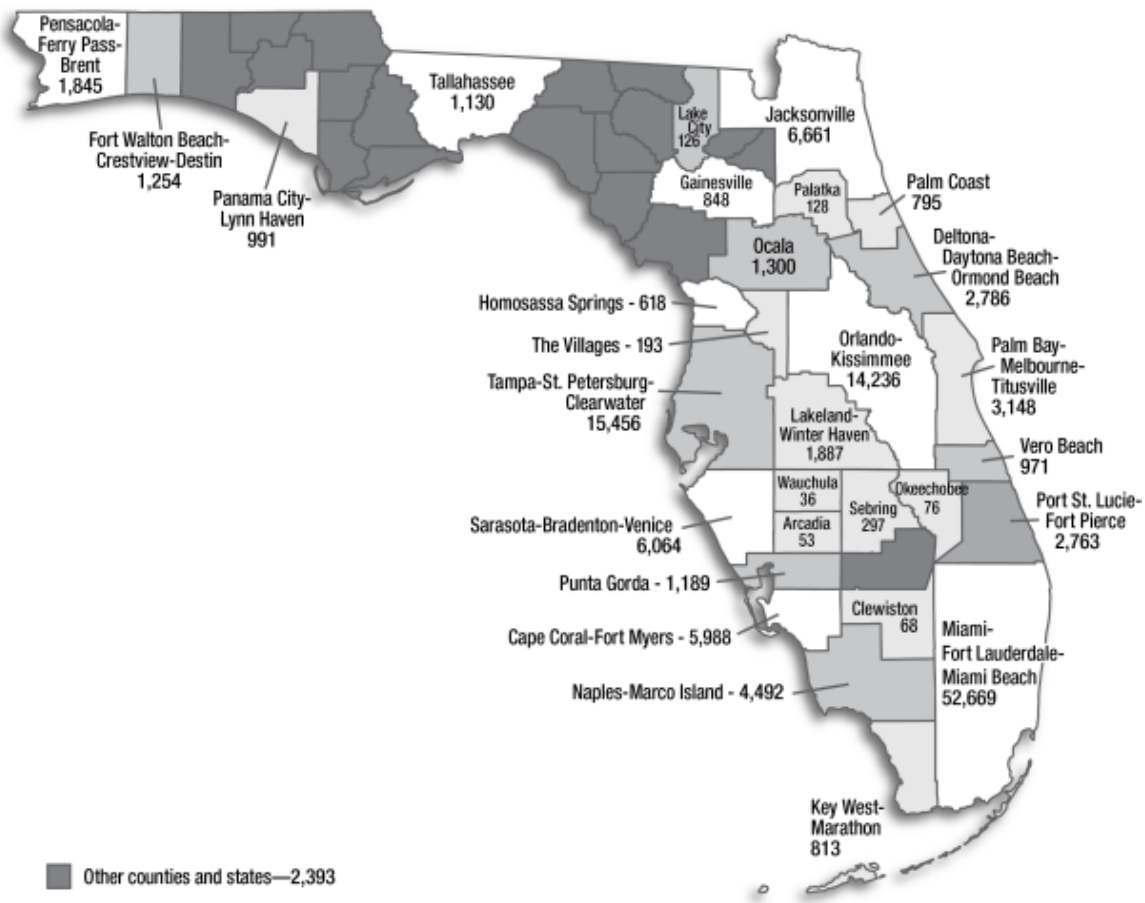 Pensacola-
Ferry Pass-
Brent
1,845
Fort Walton Beach-
Crestview-Destin
1,254
Panama City-
Lynn Haven
991
Tallahassee
1,130
Lake
City
126
Jacksonville
6,661
Gainesville
848
Palatka
128
Palm Coast
795
Ocala
1,300
Deltona-
Daytona Beach-
Ormond Beach
2,786
Homosassa Springs - 618
The Villages - 193
Orlando-
Kissimmee
14,236
Palm Bay-
Melbourne-
Titusville
3,148
Tampa-St. Petersburg-
Clearwater
15,456
Lakeland-
Winter Haven
1,887
Vero Beach
971
Wauchula
36
Okeechobee
76
Sebring
297
Arcadia
53
Port St. Lucie-
Fort Pierce
2,763
Sarasota-Bradenton-Venice
6,064
Punta Gorda - 1,189
Clewiston
68
Cape Coral-Fort Myers - 5,988
Miami-
Fort Lauderdale-
Miami Beach
52,669
Naples-Marco Island - 4,492
Key West-
Marathon
813
Other counties and states—2,393